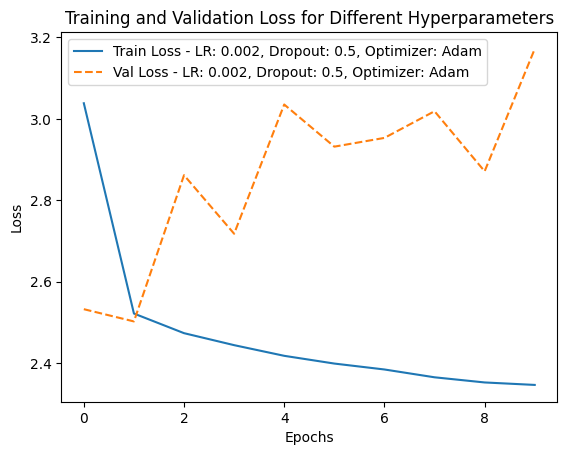 Training and Validation Loss for Different Hyperparameters
Train Loss - LR: 0.002, Dropout: 0.5, Optimizer: Adam
Val Loss - LR: 0.002, Dropout: 0.5, Optimizer: Adam
3.2
3.0
2.8
2.6
2.4
Loss
0 2 4 6 8
Epochs